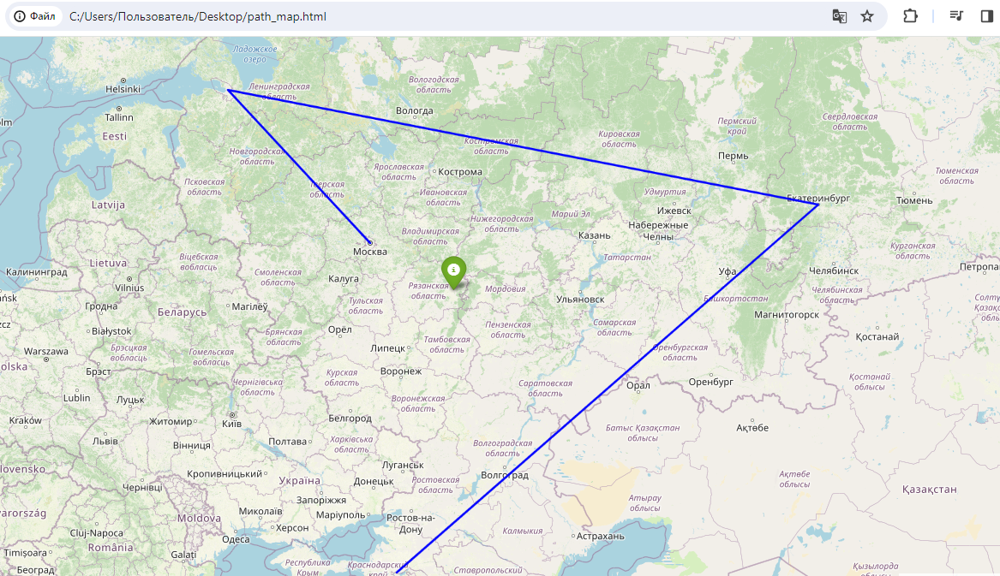 Файл
C:/Users/Пользователь/Desktop/path_map.html
Ладожское
озеро
Helsinki
Ленинградская
область
Вологодская
область
Tallinn
Вологда
Свердловская
область
Eesti
Пермский
край
Костромская
область
Кировская
область
Новгородская
область
Пермь
Ярославская
область
Кострома
Тюменская
область
Псковская
область
Тверская
область
Ивановская
область
Удмуртия
Екатеринбург
Тюмень
Latvija
Ижевск
Марий Эл
Нижегородская
область
Набережные
Челны
Казань
Владимирская
область
Москва
Курганская
область
Татарстан
Lietuva
Віцебская
вобласць
Калининград
Смоленская
область
Калуга
Уфа
Челябинск
Vilnius
Рязанская
область
Мордовия
Челябинская
область
Ульяновск
Башкортостан
Тульская
область
Гродна
Магілёў
Беларусь
Магнитогорск
Białystok
Орёл
Пензенская
область
Самарская
область
Брянская
область
Қостанай
Тамбовская
область
Липецк
Warszawa
Брэсцкая
вобласць
Гомельская
вобласць
Оренбургская
область
Брэст
Курская
область
Воронеж
Қостанай
облысы
Чернігівська
область
Саратовская
область
Орал
Оренбург
Lublin
Луцьк
Воронежская
область
Kraków
Житомир
Київ
Белгород
Батыс Қазақстан
облысы
Ақтөбе
Львів
Вінниця
Полтава
Харківська
область
Волгоградская
область
Луганськ
Кропивницький
Волгоград
Україна
Донецьк
Ростовская
область
Ақтөбе
облысы
Чернівці
Қазақстан
Запоріжжя
Атырау
облысы
Moldova
Миколаїв
Маріуполь
Ростов-на-
Дону
Херсон
Калмыкия
Астрахань
Cluj-Napoca
Одеса
România
Timișoara
Galați
Республика
Крым
Краснодарский
край
Ставропольский
Қызылорда
облысы
Београд